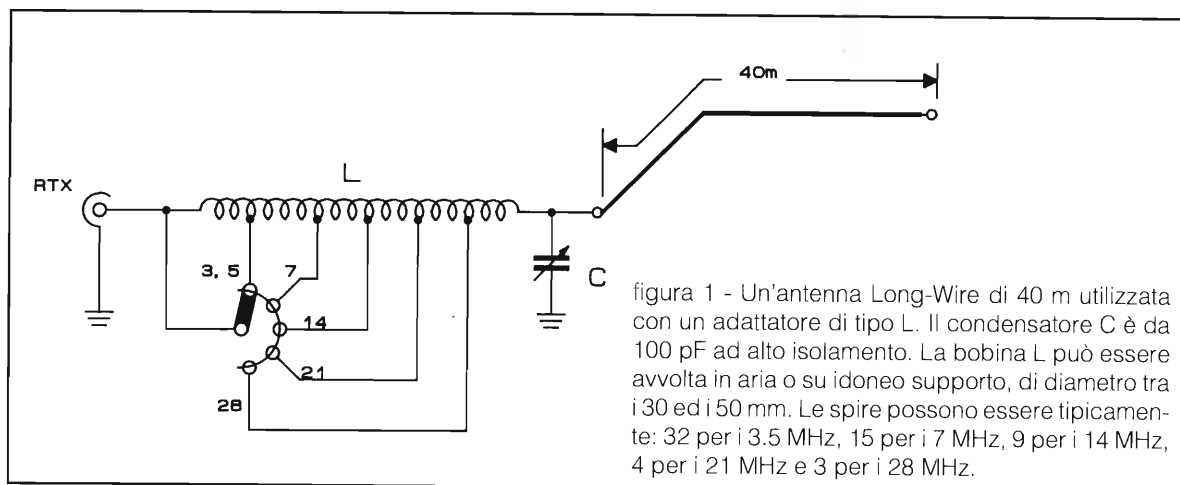 40m
L
RTX
3, 5
7
14
21
28
C
figura 1 - Un'antenna Long-Wire di 40 m utilizzata
con un adattatore di tipo L. Il condensatore C è da
100 pF ad alto isolamento. La bobina L può essere
avvolta in aria o su idoneo supporto, di diametro tra
i 30 ed i 50 mm. Le spire possono essere tipicamen-
te: 32 per i 3.5 MHz, 15 per i 7 MHz, 9 per i 14 MHz,
4 per i 21 MHz e 3 per i 28 MHz.